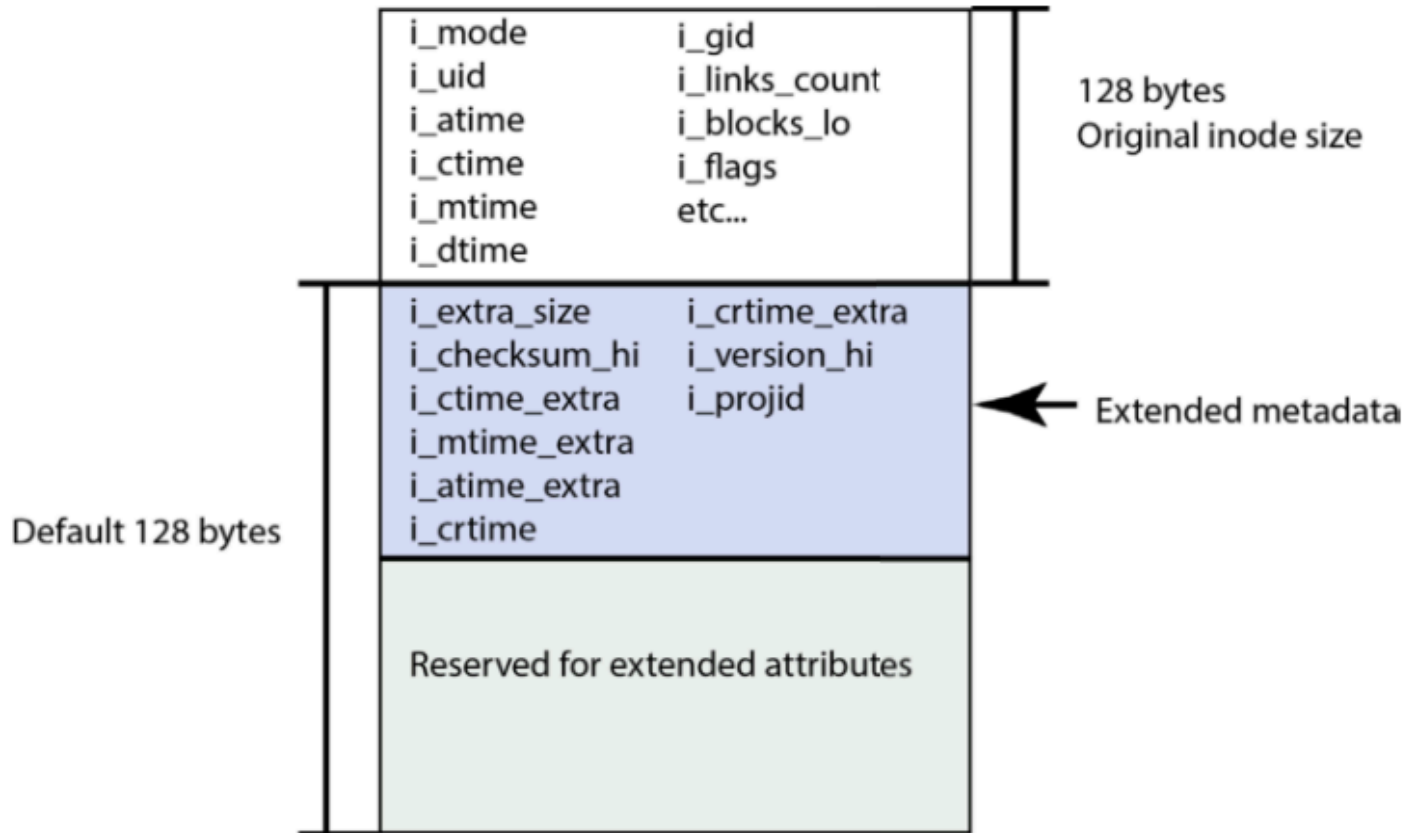 i_mode
i_uid
i_atime
i_ctime
i_mtime
i_dtime
i_gid
i_links_count
i_blocks_lo
i_flags
etc...
128 bytes
Original inode size
i_extra_size
i_checksum_hi
i_ctime_extra
i_mtime_extra
i_atime_extra
i_crtime
i_crtime_extra
i_version_hi
i_projid
Extended metadata
Default 128 bytes
Reserved for extended attributes